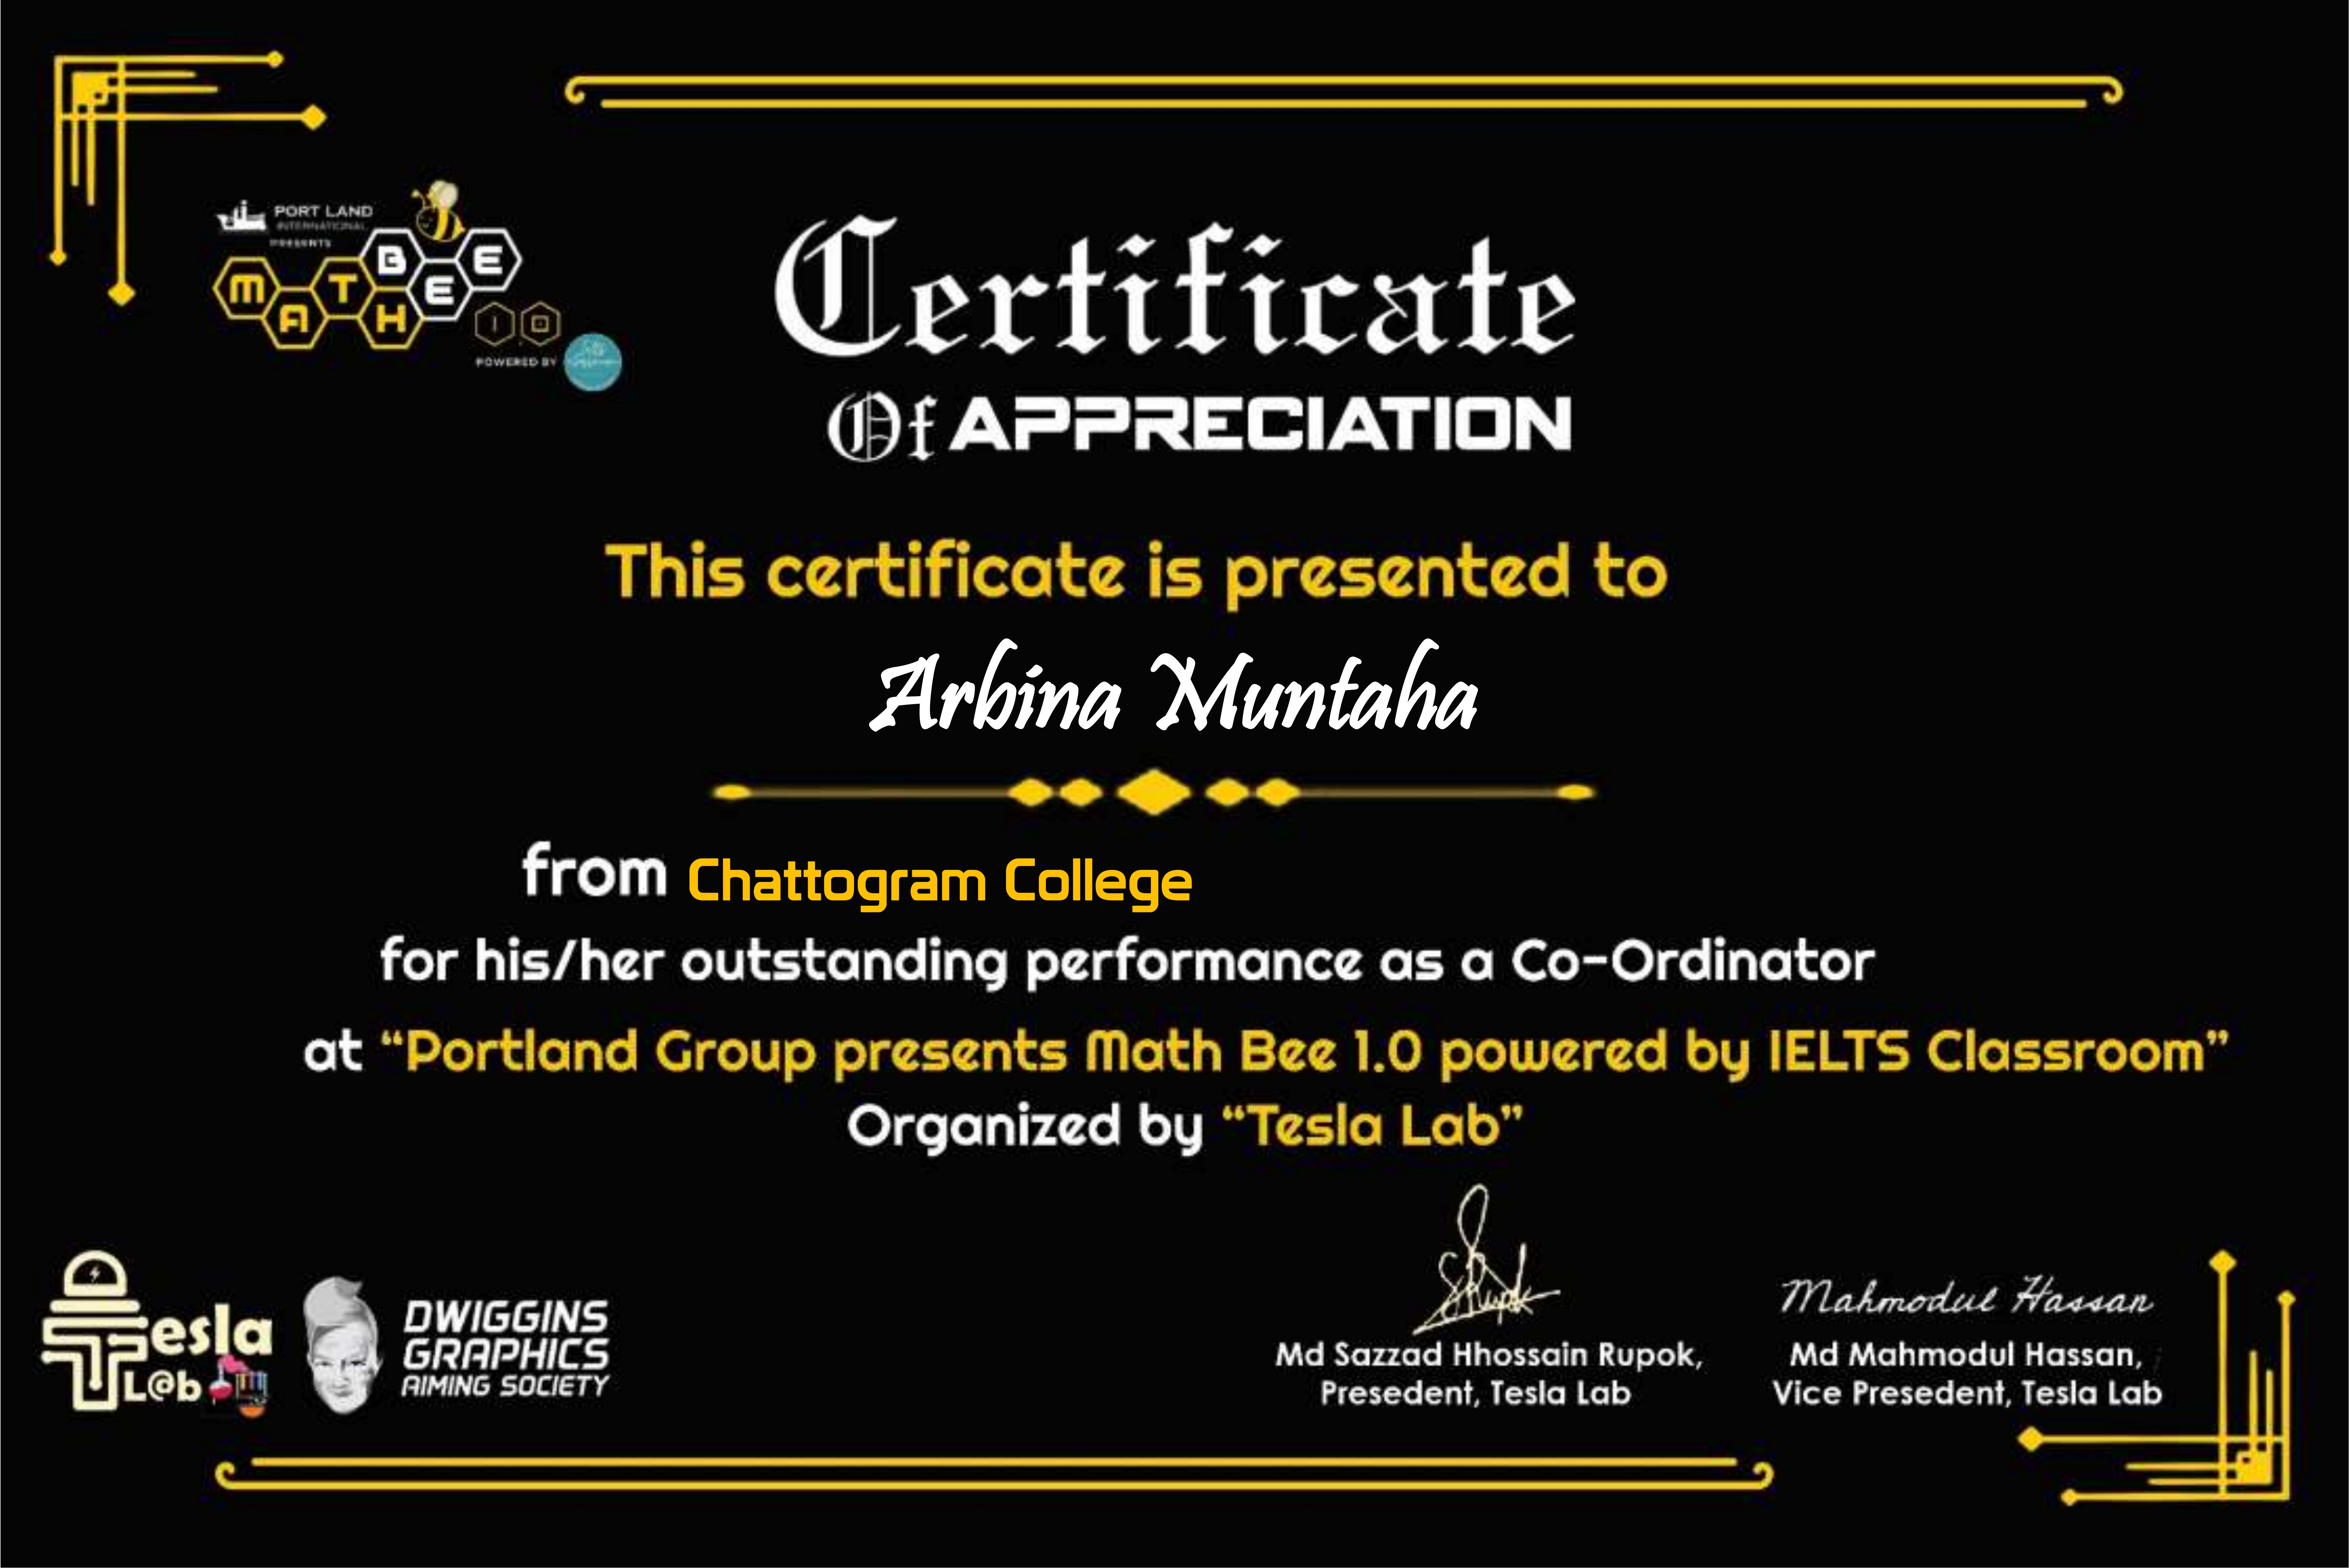 PORT LAND
INTERNATIONAL
PRESENTS
BEE
MATH
1.0
POWERED BY
Certificate
Of APPRECIATION
This certificate is presented to
Arbina Muntaha
from Chattogram College
for his/her outstanding performance as a Co-Ordinator
at “Portland Group presents Math Bee 1.0 powered by IELTS Classroom”
Organized by “Tesla Lab”
Tesla
L@b
DWIGGINS
GRAPHICS
AIMING SOCIETY
Mahmodul Hassan
Md Sazzad Hhossain Rupok,
Presedent, Tesla Lab
Md Mahmodul Hassan,
Vice Presedent, Tesla Lab